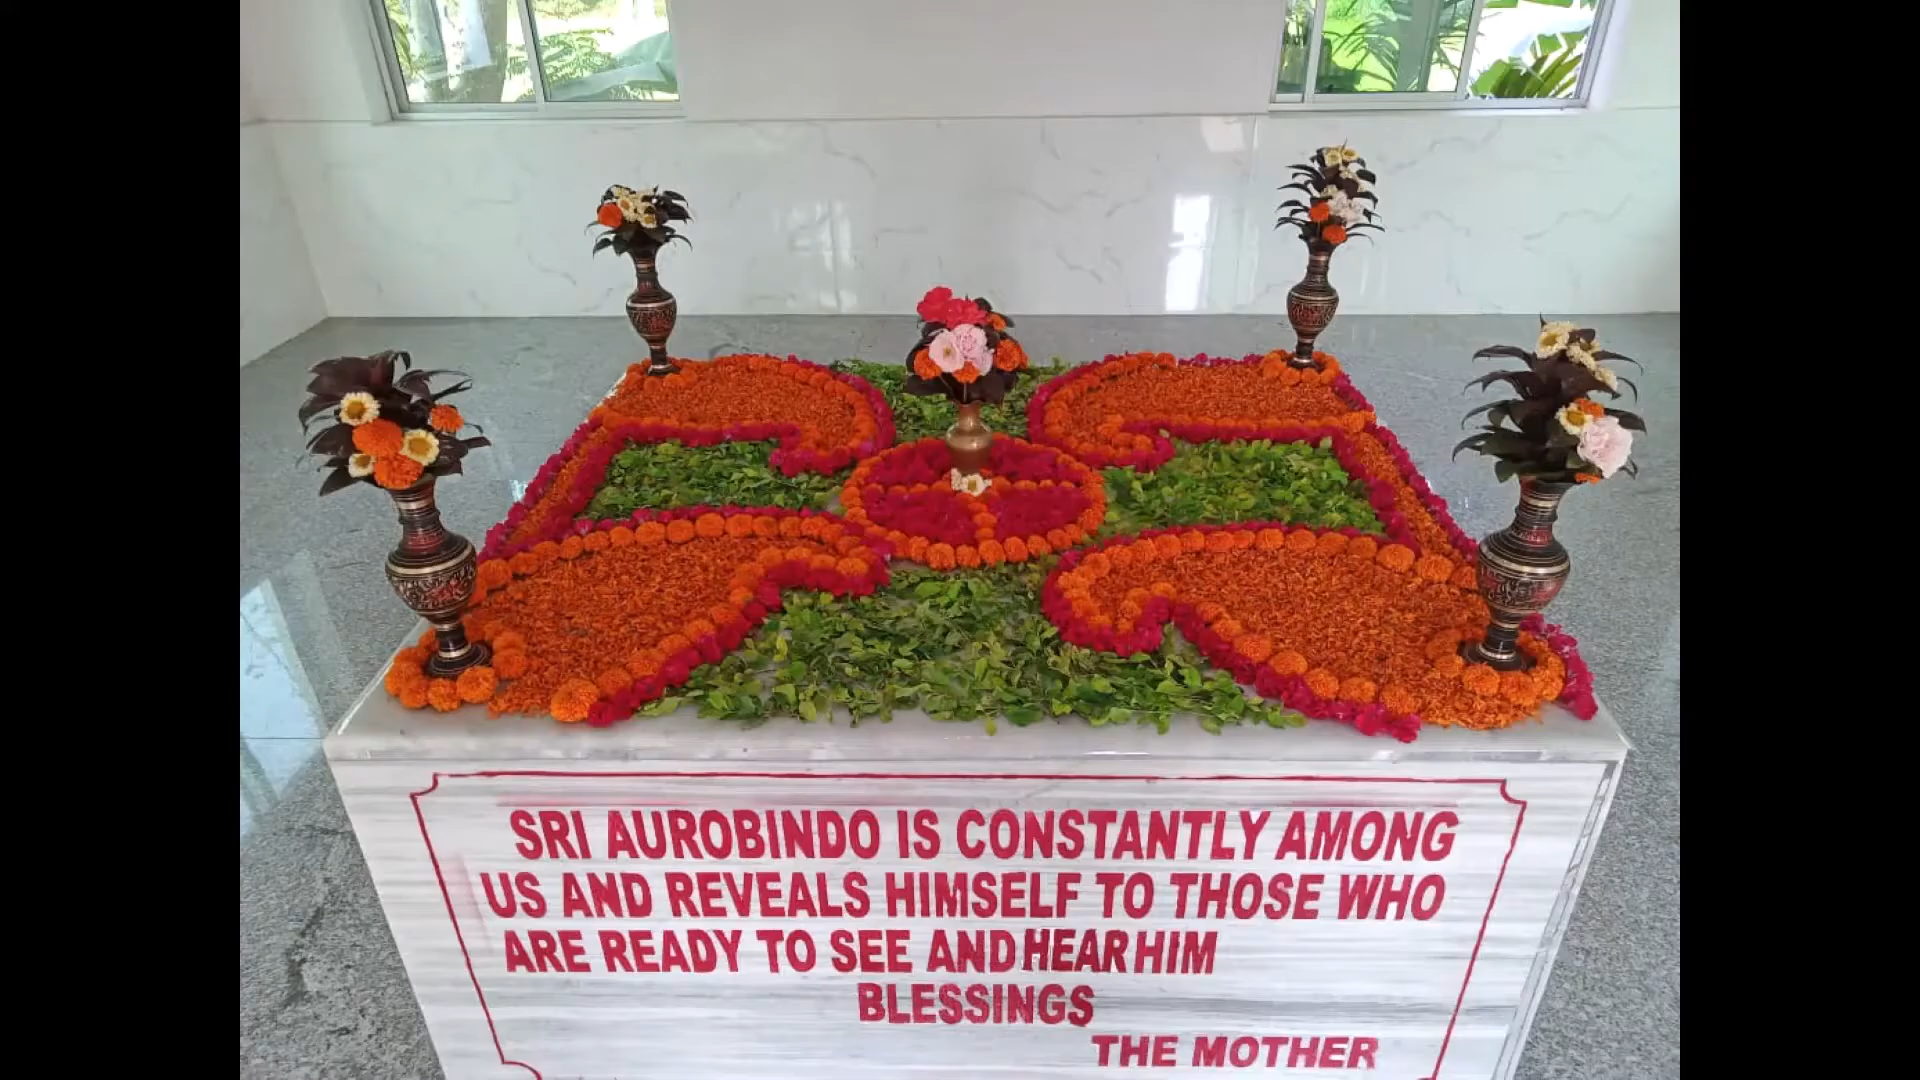 SRI AUROBINDO IS CONSTANTLY AMONG
US AND REVEALS HIMSELF TO THOSE WHO
ARE READY TO SEE AND HEAR HIM
BLESSINGS
THE MOTHER